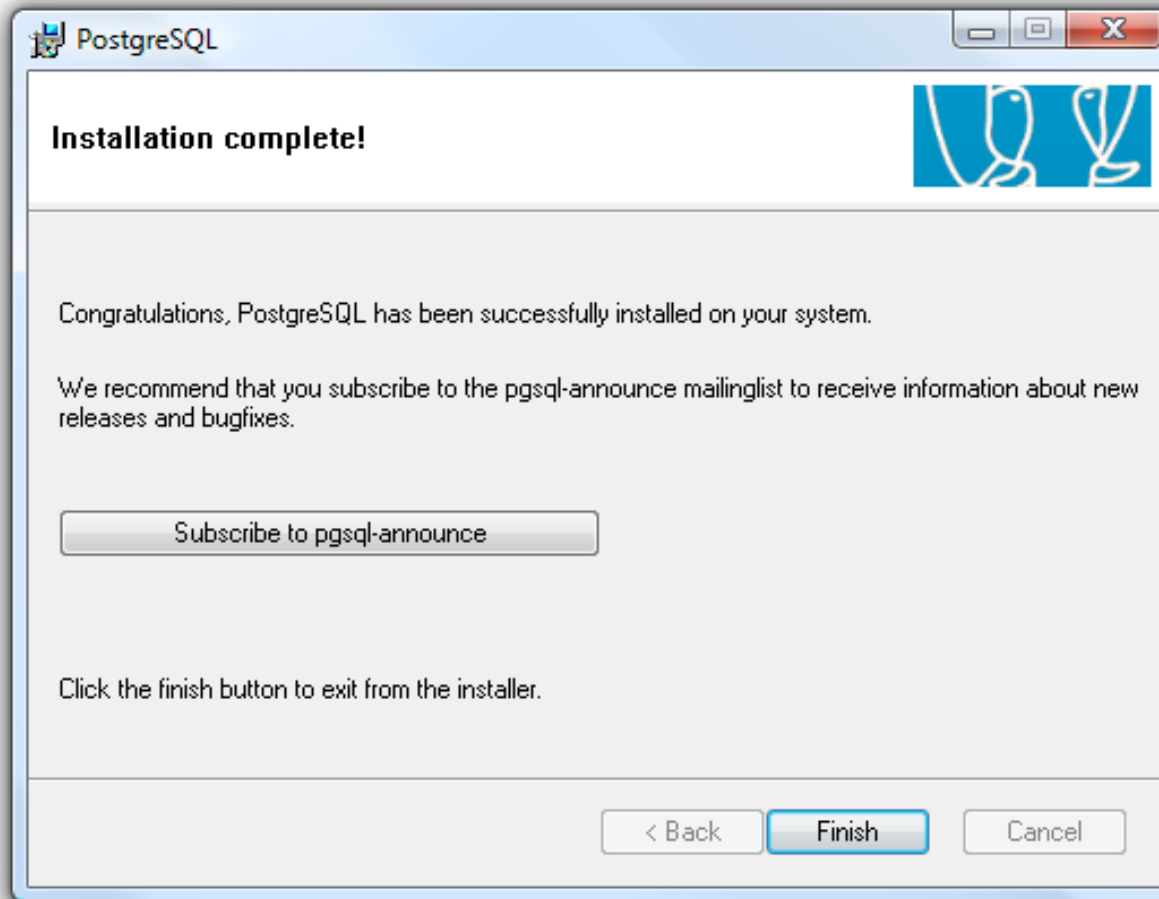 PostgreSQL
Installation complete!
Congratulations, PostgreSQL has been successfully installed on your system.
We recommend that you subscribe to the pgsql-announce mailinglist to receive information about new
releases and bugfixes.
Subscribe to pgsql-announce
Click the finish button to exit from the installer.
< Back Finish Cancel